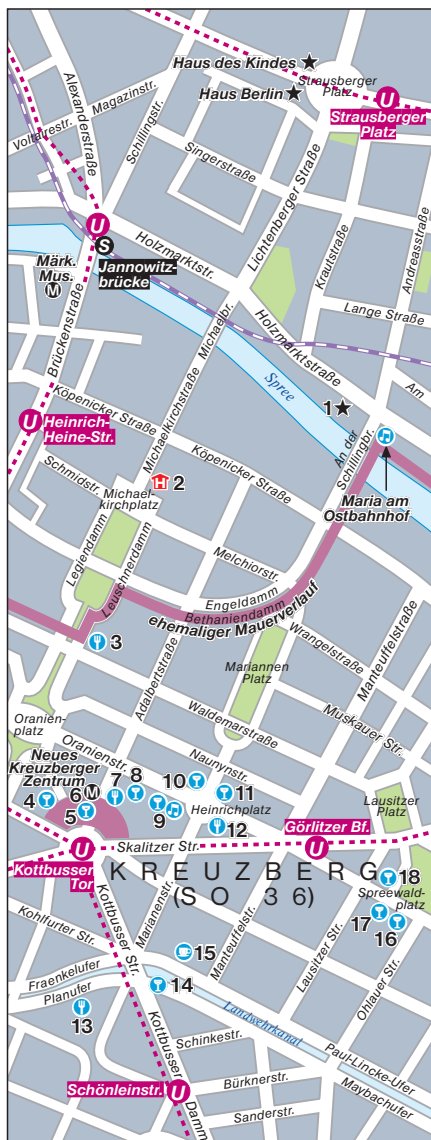 Haus des Kindes
Strausberger
Platz
Haus Berlin
U
Strausberger
Platz
Alexanderstraße
Magazinstr.
Voltairestr.
Schillingstr.
Singerstraße
Lichtenberger Straße
Krautstraße
Andreasstraße
U
S
Jannowitz-
brücke
Holzmarktstr.
Märk.
Mus.
M
Lange Straße
Brückenstraße
Michaelbr.
Holzmarktstraße
Spree
Am
1
U
Heinrich-
Heine-Str.
Köpenicker Straße
Michaelkirchstraße
Köpenicker Straße
An der
Schillingbr.
Maria am
Ostbahnhof
Schmidstr.
Michael-
kirchplatz
H 2
Melchiorstr.
Legiendamm
Leuschnerdamm
Engeldamm
Bethaniendamm
ehemaliger Mauerverlauf
3
Adalbertstraße
Mariannen
Platz
Wrangelstraße
Manteuffelstraße
Waldemarstraße
Muskauer Str.
Oranien-
platz
Oranienstr.
Naunynstr.
Neues
Kreuzberger
Zentrum
4
5
6 M
7
8
9
10
11
Heinrichplatz
12
Lausitzer
Platz
Görlitzer Bf.
U
Skalitzer Str.
U
Kottbusser
Tor
KREUZBERG
(SO 36)
18
Spreewald-
platz
17
16
Kohlfurter Str.
Mariannenstr.
Manteuffelstr.
Lausitzer Str.
Ohlauer Str.
Kottbusser Str.
15
Fraenkelufer
Planufer
14
13
Landwehrkanal
Schinkestr.
Paul-Lincke-Ufer
Maybachufer
Kottbusser
Damm
Schönleinstr.
U
Bürknerstr.
Sanderstr.